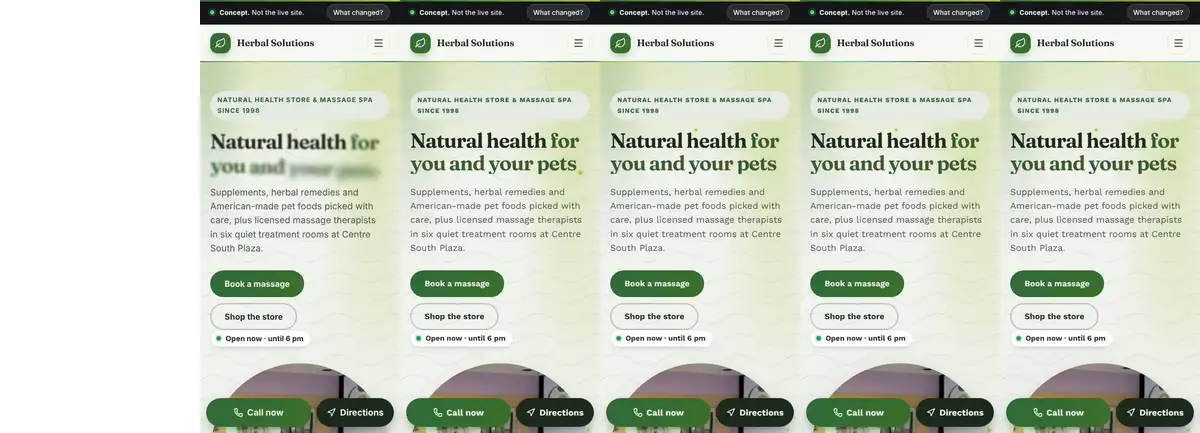 Concept. Not the live site. What changed?
Herbal Solutions
NATURAL HEALTH STORE & MASSAGE SPA
SINCE 1998
Natural health for
you and your pets
Supplements, herbal remedies and
American-made pet foods picked with
care, plus licensed massage therapists
in six quiet treatment rooms at Centre
South Plaza.
Book a massage
Shop the store
Open now · until 6 pm
Call now Directions
Concept. Not the live site. What changed?
Herbal Solutions
NATURAL HEALTH STORE & MASSAGE SPA
SINCE 1998
Natural health for
you and your pets
Supplements, herbal remedies and
American-made pet foods picked with
care, plus licensed massage therapists
in six quiet treatment rooms at Centre
South Plaza.
Book a massage
Shop the store
Open now · until 6 pm
Call now Directions
Concept. Not the live site. What changed?
Herbal Solutions
NATURAL HEALTH STORE & MASSAGE SPA
SINCE 1998
Natural health for
you and your pets
Supplements, herbal remedies and
American-made pet foods picked with
care, plus licensed massage therapists
in six quiet treatment rooms at Centre
South Plaza.
Book a massage
Shop the store
Open now · until 6 pm
Call now Directions
Concept. Not the live site. What changed?
Herbal Solutions
NATURAL HEALTH STORE & MASSAGE SPA
SINCE 1998
Natural health for
you and your pets
Supplements, herbal remedies and
American-made pet foods picked with
care, plus licensed massage therapists
in six quiet treatment rooms at Centre
South Plaza.
Book a massage
Shop the store
Open now · until 6 pm
Call now Directions
Concept. Not the live site. What changed?
Herbal Solutions
NATURAL HEALTH STORE & MASSAGE SPA
SINCE 1998
Natural health for
you and your pets
Supplements, herbal remedies and
American-made pet foods picked with
care, plus licensed massage therapists
in six quiet treatment rooms at Centre
South Plaza.
Book a massage
Shop the store
Open now · until 6 pm
Call now Directions